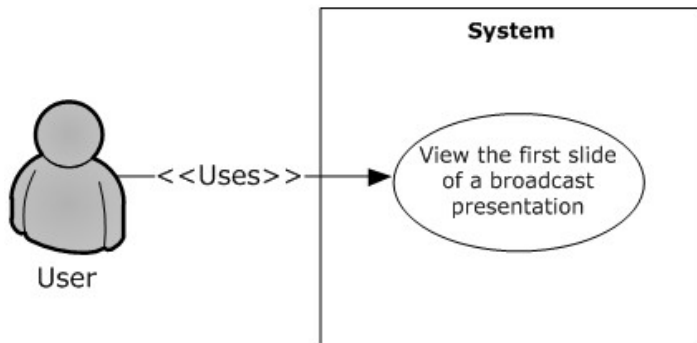 System
<<Uses>>
View the first slide
of a broadcast
presentation
User